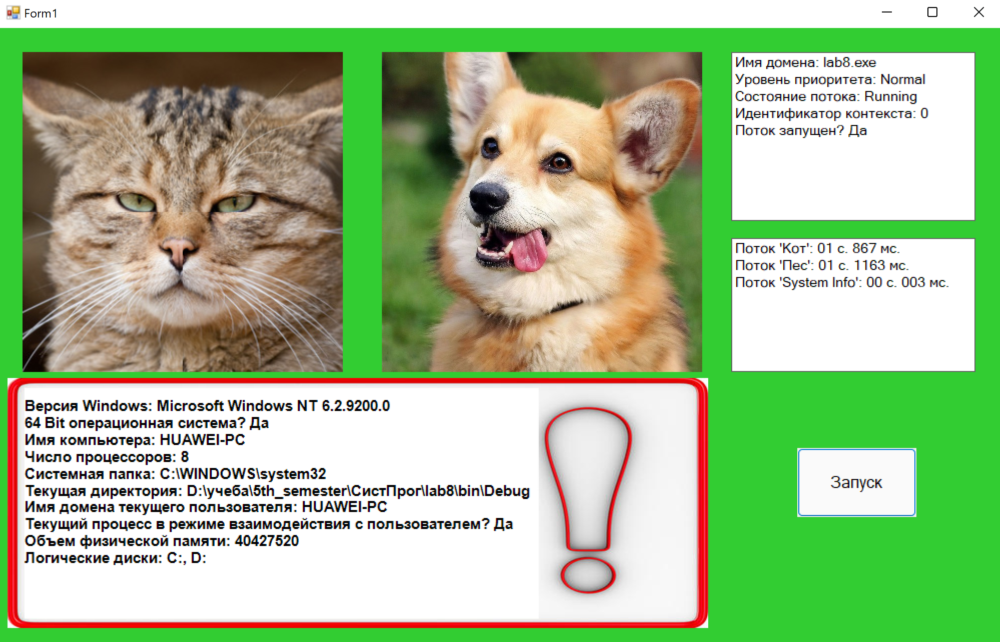 Form1
Имя домена: lab8.exe
Уровень приоритета: Normal
Состояние потока: Running
Идентификатор контекста: 0
Поток запущен? Да
Поток 'Кот': 01 с. 867 мс.
Поток 'Пес': 01 с. 1163 мс.
Поток 'System Info': 00 с. 003 мс.
Версия Windows: Microsoft Windows NT 6.2.9200.0
64 Bit операционная система? Да
Имя компьютера: HUAWEI-PC
Число процессоров: 8
Системная папка: C:\WINDOWS\system32
Текущая директория: D:\учеба\5th_semester\СистПрог\lab8\bin\Debug
Имя домена текущего пользователя: HUAWEI-PC
Текущий процесс в режиме взаимодействия с пользователем? Да
Объем физической памяти: 40427520
Логические диски: C:, D:
Запуск